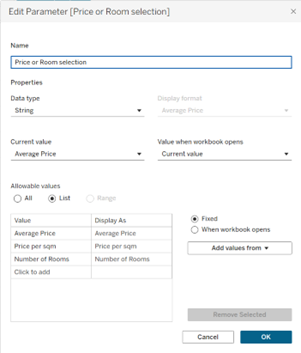 Edit Parameter [Price or Room selection]
Name
Price or Room selection
Properties
Data type Display format
String Average Price
Current value Value when workbook opens
Average Price Current value
Allowable values
All List Range
Value Display As
Average Price Average Price
Price per sqm Price per sqm
Number of Rooms Number of Rooms
Click to add
Fixed
When workbook opens
Add values from
Remove Selected
Cancel OK